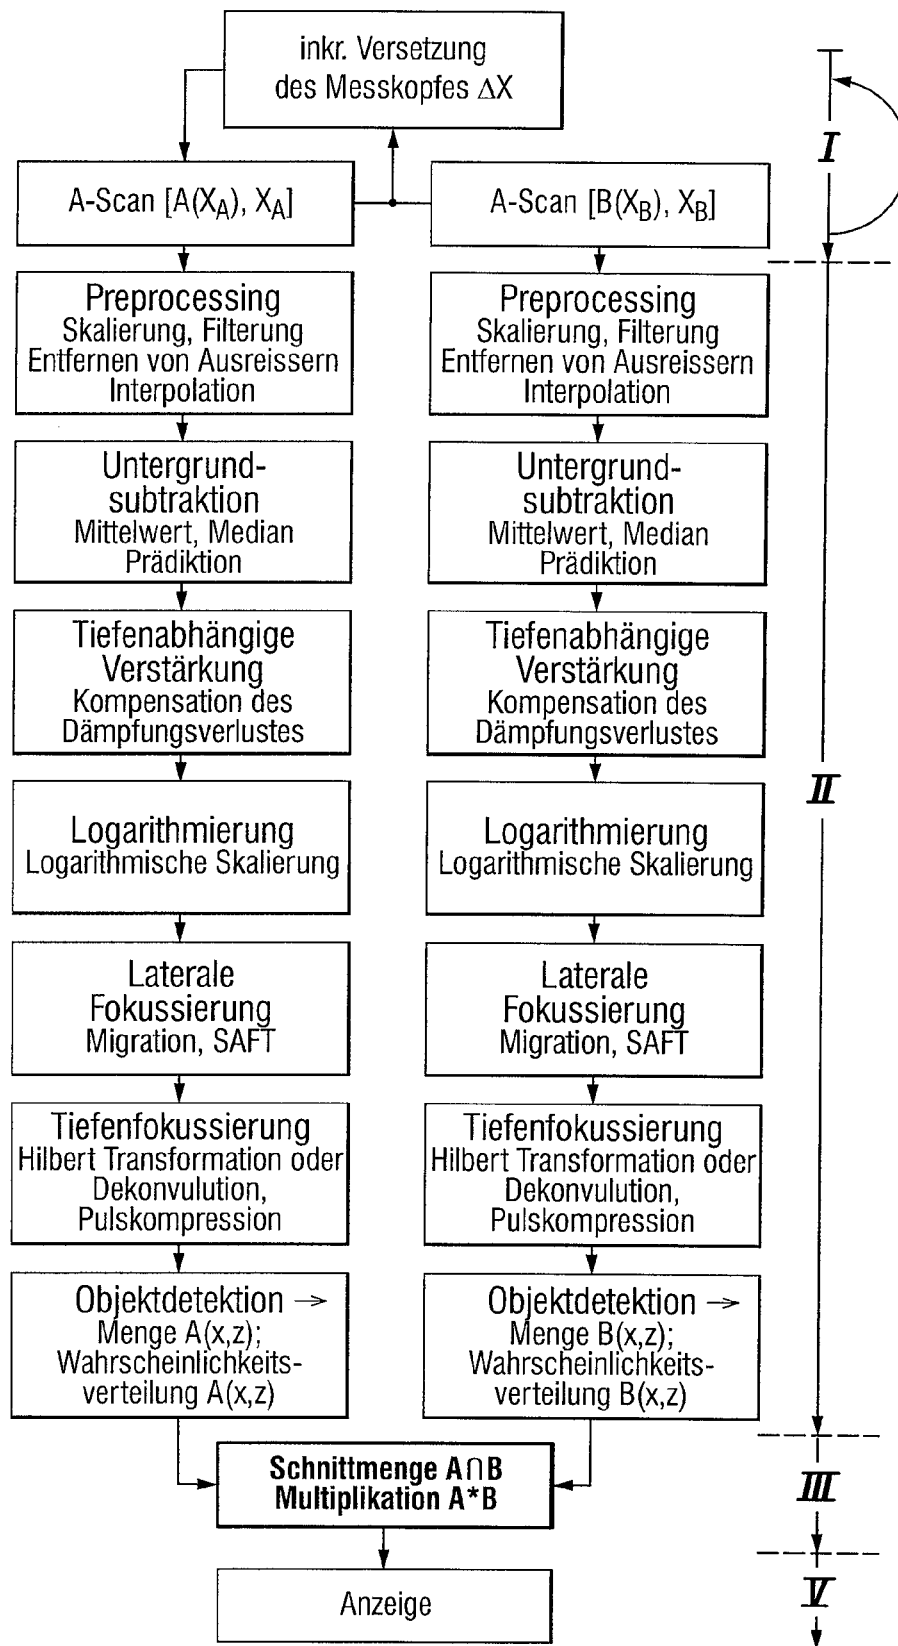 inkr. Versetzung
des Messkopfes ΔX
I
A-Scan [A(X_A), X_A]
A-Scan [B(X_B), X_B]
Preprocessing
Skalierung, Filterung
Entfernen von Ausreissern
Interpolation
Preprocessing
Skalierung, Filterung
Entfernen von Ausreissern
Interpolation
Untergrund-
subtraktion
Mittelwert, Median
Prädiktion
Untergrund-
subtraktion
Mittelwert, Median
Prädiktion
Tiefenabhängige
Verstärkung
Kompensation des
Dämpfungsverlustes
Tiefenabhängige
Verstärkung
Kompensation des
Dämpfungsverlustes
II
Logarithmierung
Logarithmische Skalierung
Logarithmierung
Logarithmische Skalierung
Laterale
Fokussierung
Migration, SAFT
Laterale
Fokussierung
Migration, SAFT
Tiefenfokussierung
Hilbert Transformation oder
Dekonvulution,
Pulskompression
Tiefenfokussierung
Hilbert Transformation oder
Dekonvulution,
Pulskompression
Objektdetektion →
Menge A(x,z);
Wahrscheinlichkeits-
verteilung A(x,z)
Objektdetektion →
Menge B(x,z);
Wahrscheinlichkeits-
verteilung B(x,z)
Schnittmenge A∩B
Multiplikation A*B
III
Anzeige
V